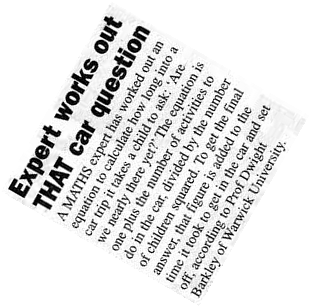 Expert works out
THAT car question
A MATHS expert has worked out an
equation to calculate how long into a
car trip it takes a child to ask: 'Are
we nearly there yet?' The equation is
one plus the number of activities to
do in the car, divided by the number
of children squared. To get the final
answer, that figure is added to the
time it took to get in the car and set
off, according to Prof Dwight
Barkley of Warwick University.